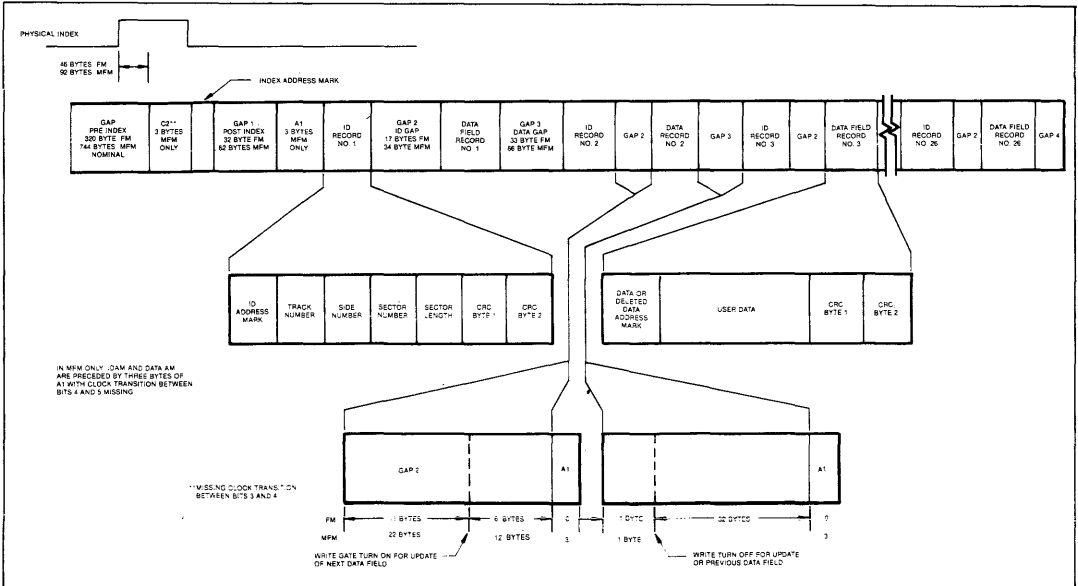 PHYSICAL INDEX
46 BYTES FM
92 BYTES MFM
INDEX ADDRESS MARK
GAP
PRE INDEX
320 BYTE FM
744 BYTES MFM
NOMINAL
C2**
3 BYTES
MFM
ONLY
GAP 1
POST INDEX
32 BYTE FM
62 BYTES MFM
A1
3 BYTES
MFM
ONLY
ID
RECORD
NO. 1
GAP 2
ID GAP
17 BYTES FM
34 BYTE MFM
DATA
FIELD
RECORD
NO. 1
GAP 3
DATA GAP
33 BYTE FM
66 BYTE MFM
ID
RECORD
NO. 2
GAP 2
DATA
RECORD
NO. 2
GAP 3
ID
RECORD
NO. 3
GAP 2
DATA FIELD
RECORD
NO. 3
ID
RECORD
NO. 26
GAP 2
DATA FIELD
RECORD
NO. 26
GAP 4
ID
ADDRESS
MARK
TRACK
NUMBER
SIDE
NUMBER
SECTOR
NUMBER
SECTOR
LENGTH
CRC
BYTE 1
CRC
BYTE 2
DATA OR
DELETED
DATA
ADDRESS
MARK
USER DATA
CRC
BYTE 1
CRC
BYTE 2
IN MFM ONLY IDAM AND DATA AM
ARE PRECEDED BY THREE BYTES OF
A1 WITH CLOCK TRANSITION BETWEEN
BITS 4 AND 5 MISSING
**MISSING CLOCK TRANSITION
BETWEEN BITS 3 AND 4
GAP 2
A1
A1
FM BYTES 6 BYTES 0 1 BYTE 32 BYTES 0
MFM 22 BYTES 12 BYTES 3 1 BYTE 3
WRITE GATE TURN ON FOR UPDATE
OF NEXT DATA FIELD
WRITE TURN OFF FOR UPDATE
OR PREVIOUS DATA FIELD